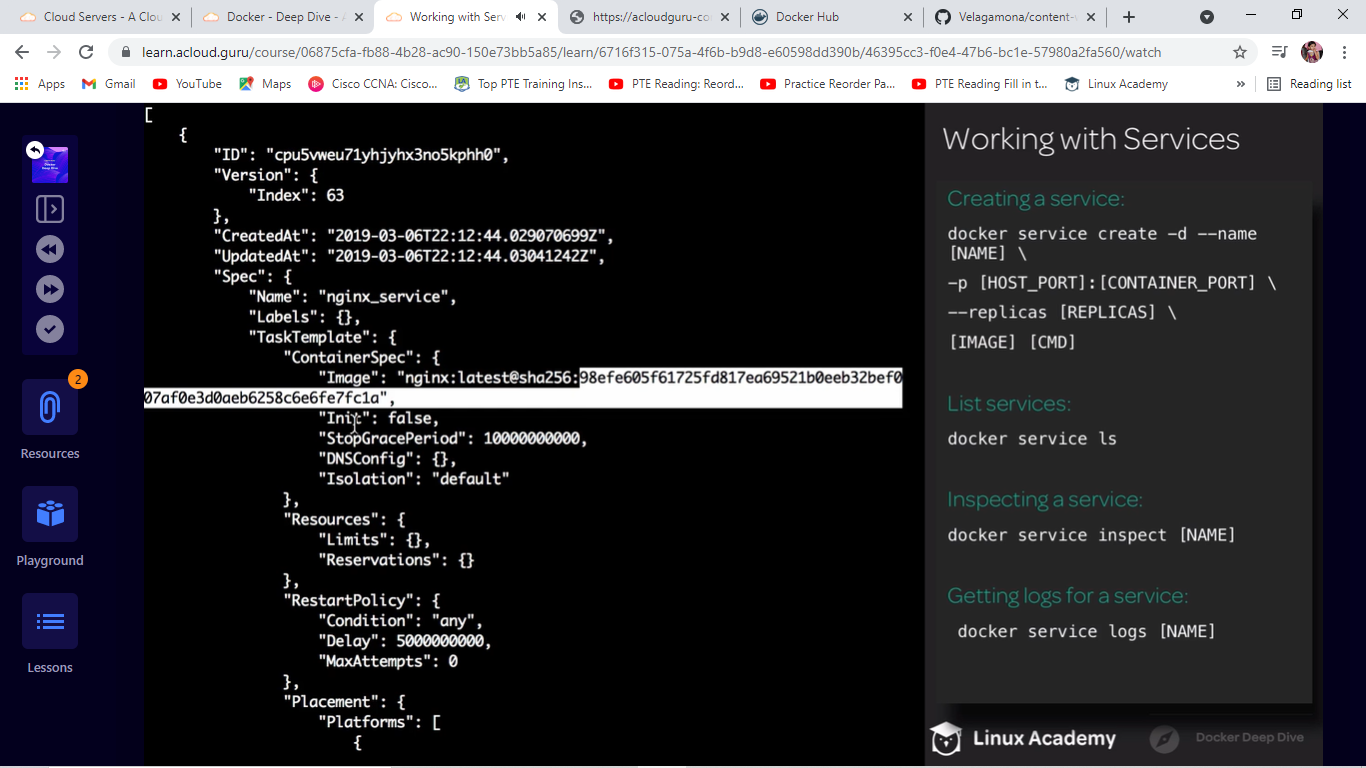 Cloud Servers - A Clou
Docker - Deep Dive - A
Working with Serv
https://acloudguru-co
Docker Hub
Velagamona/content-
learn.acloud.guru/course/06875cfa-fb88-4b28-ac90-150e73bb5a85/learn/6716f315-075a-4f6b-b9d8-e60598dd390b/46395cc3-f0e4-47b6-bc1e-57980a2fa560/watch
Apps
Gmail
YouTube
Maps
Cisco CCNA: Cisco...
Top PTE Training Ins...
PTE Reading: Reord...
Practice Reorder Pa...
PTE Reading Fill in t...
Linux Academy
»
Reading list
Docker
Deep Dive
2
Resources
Playground
Lessons
[
{
"ID": "cpu5vweu71yhjyhx3no5kphh0",
"Version": {
"Index": 63
},
"CreatedAt": "2019-03-06T22:12:44.029070699Z",
"UpdatedAt": "2019-03-06T22:12:44.03041242Z",
"Spec": {
"Name": "nginx_service",
"Labels": {},
"TaskTemplate": {
"ContainerSpec": {
"Image": "nginx:latest@sha256:98efe605f61725fd817ea69521b0eeb32bef0
07af0e3d0aeb6258c6e6fe7fc1a",
"Init": false,
"StopGracePeriod": 10000000000,
"DNSConfig": {},
"Isolation": "default"
},
"Resources": {
"Limits": {},
"Reservations": {}
},
"RestartPolicy": {
"Condition": "any",
"Delay": 5000000000,
"MaxAttempts": 0
},
"Placement": {
"Platforms": [
{
Working with Services
Creating a service:
docker service create -d --name
[NAME] \
-p [HOST_PORT]:[CONTAINER_PORT] \
--replicas [REPLICAS] \
[IMAGE] [CMD]
List services:
docker service ls
Inspecting a service:
docker service inspect [NAME]
Getting logs for a service:
docker service logs [NAME]
Linux Academy
Docker Deep Dive